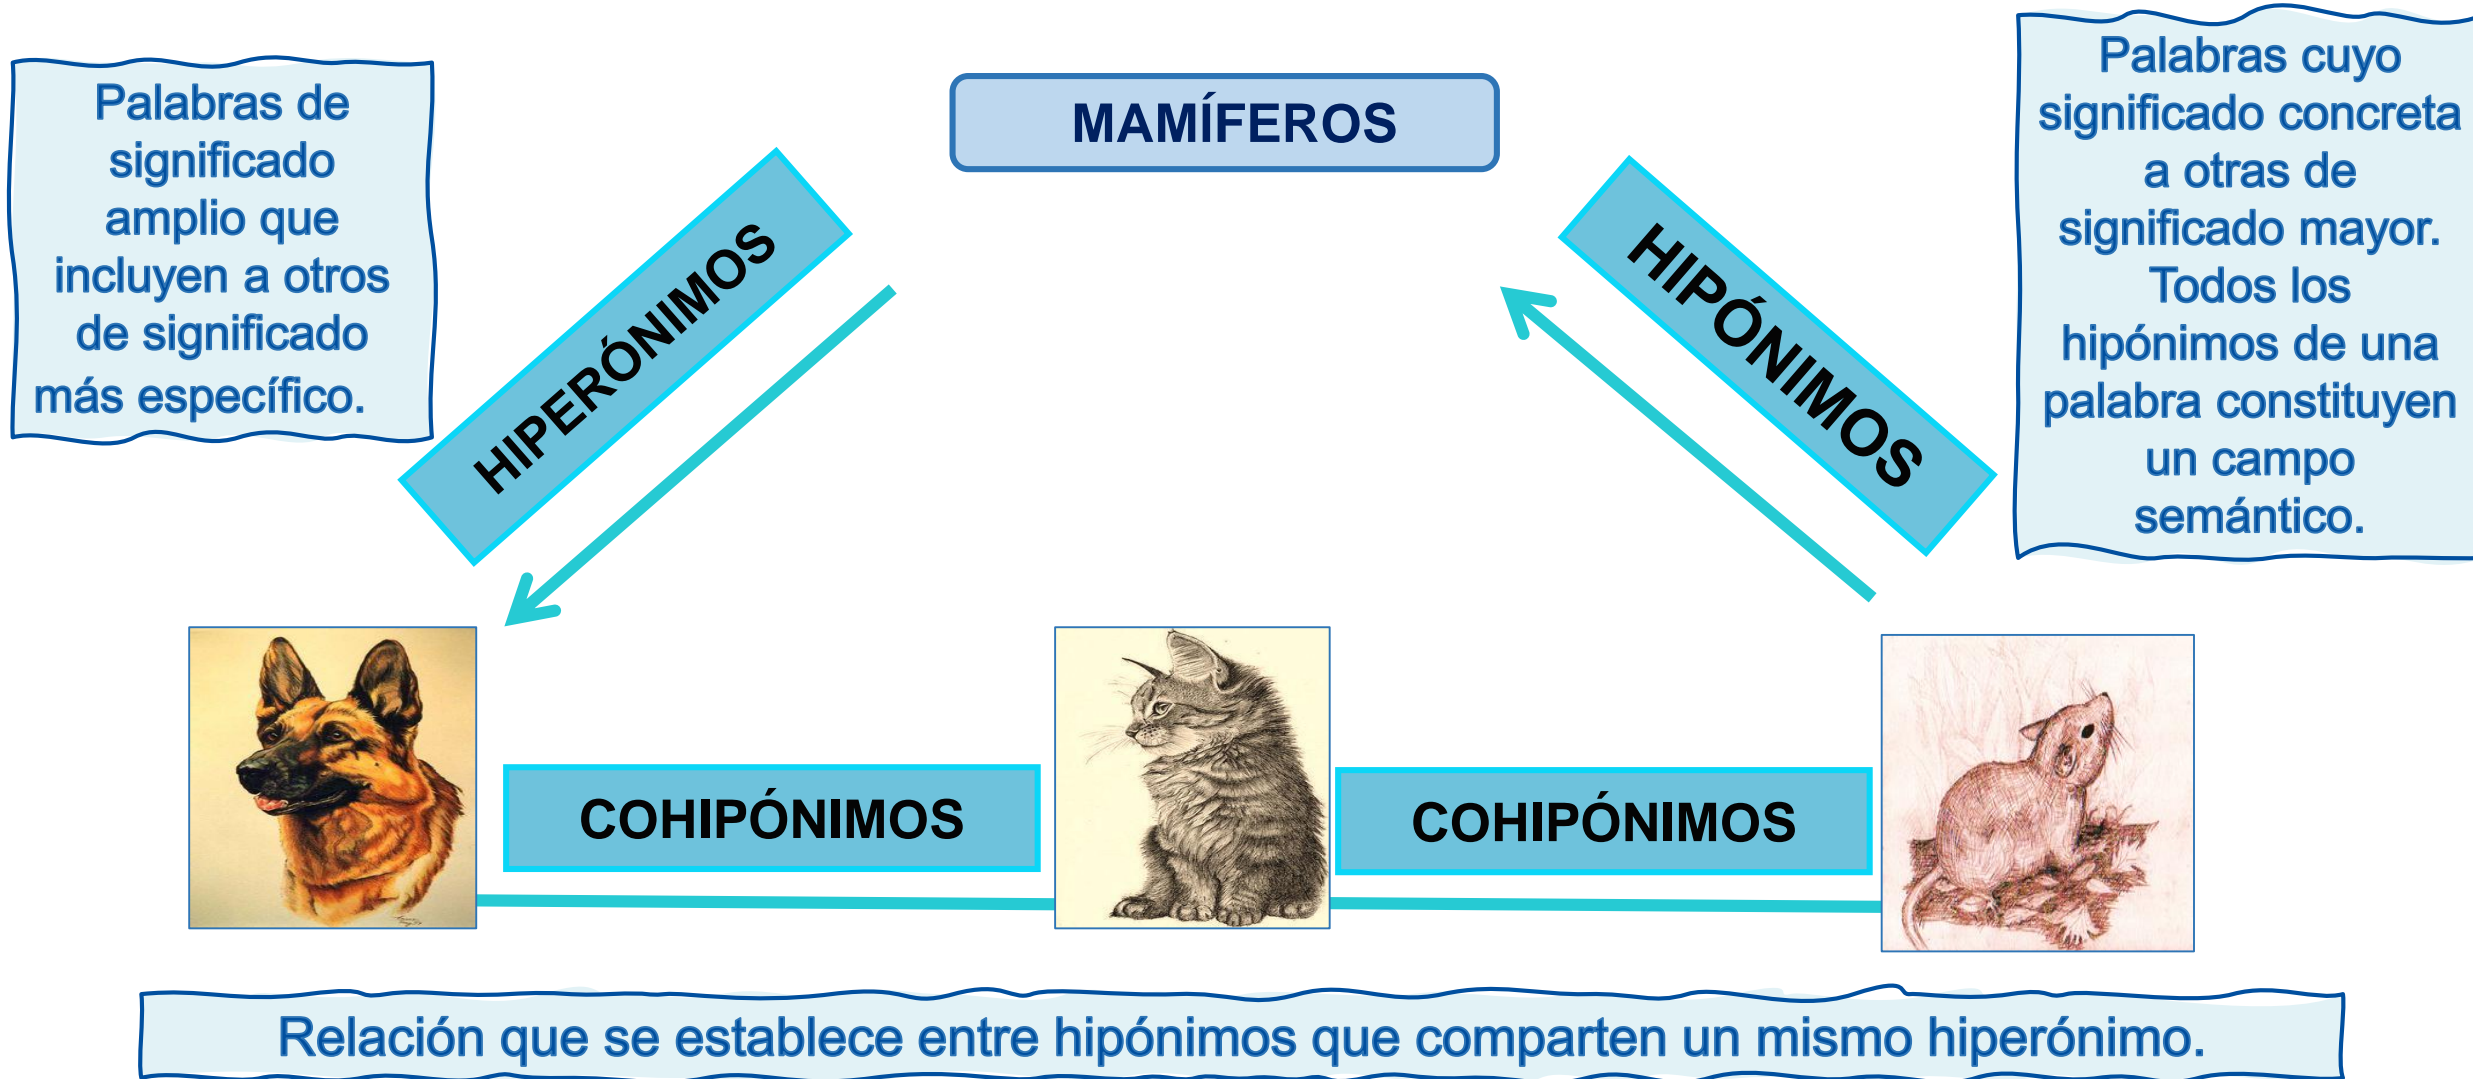 Palabras de
significado
amplio que
incluyen a otros
de significado
más específico.
MAMÍFEROS
HIPERÓNIMOS
HIPÓNIMOS
Palabras cuyo
significado concreta
a otras de
significado mayor.
Todos los
hipónimos de una
palabra constituyen
un campo
semántico.
COHIPÓNIMOS
COHIPÓNIMOS
Relación que se establece entre hipónimos que comparten un mismo hiperónimo.